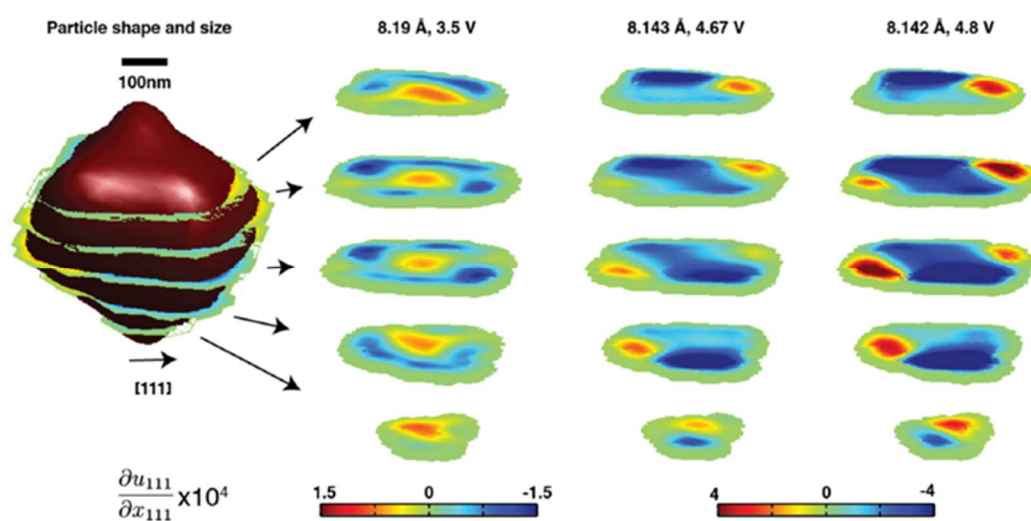 Particle shape and size
8.19 Å, 3.5 V
8.143 Å, 4.67 V
8.142 Å, 4.8 V
100nm
[111]
∂u₁₁₁
∂x₁₁₁
x10⁴
1.5 0 -1.5
4 0 -4